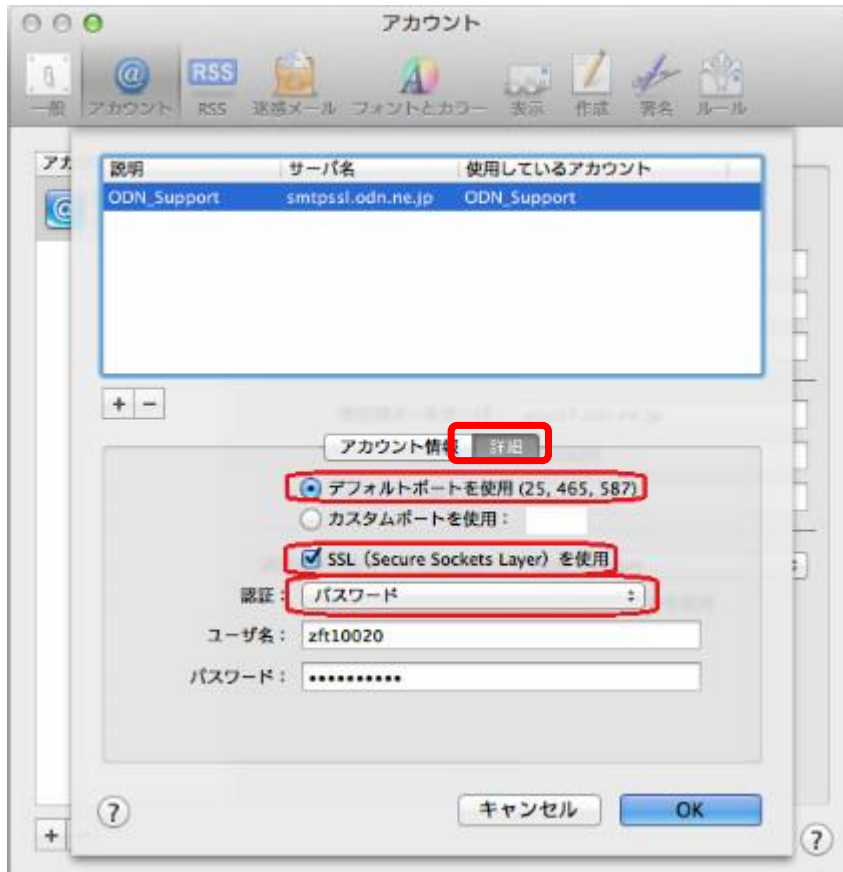 アカウント
一般 アカウント RSS 迷惑メール フォントとカラー 表示 作成 署名 ルール
RSS
説明 サーバ名 使用しているアカウント
ODN_Support smtpssl.odn.ne.jp ODN_Support
+ −
アカウント情報 詳細
デフォルトポートを使用 (25, 465, 587)
カスタムポートを使用：
SSL（Secure Sockets Layer）を使用
認証： パスワード
ユーザ名： zft10020
パスワード： ••••••••••
? キャンセル OK
+ ?